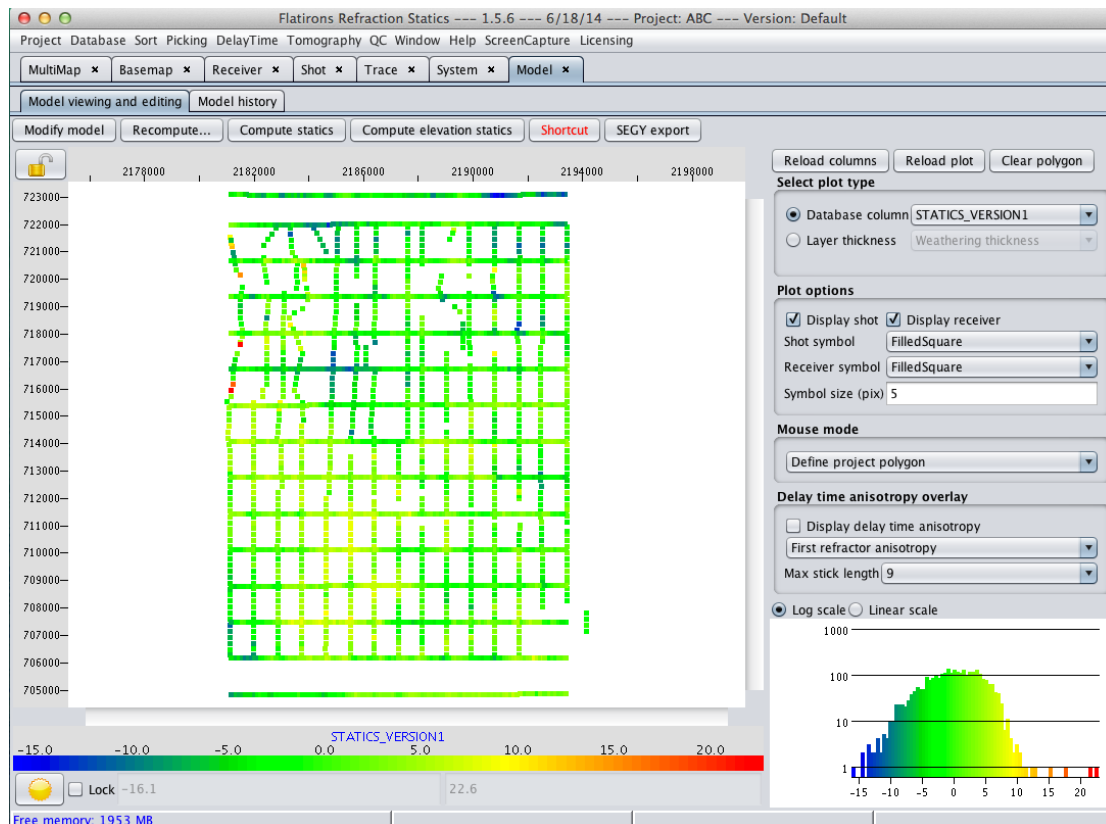 Flatirons Refraction Statics --- 1.5.6 --- 6/18/14 --- Project: ABC --- Version: Default
Project Database Sort Picking DelayTime Tomography QC Window Help ScreenCapture Licensing
MultiMap × Basemap × Receiver × Shot × Trace × System × Model ×
Model viewing and editing Model history
Modify model Recompute... Compute statics Compute elevation statics Shortcut SEGY export
2178000 2182000 2186000 2190000 2194000 2198000
723000
722000
721000
720000
719000
718000
717000
716000
715000
714000
713000
712000
711000
710000
709000
708000
707000
706000
705000
STATICS_VERSION1
-15.0 -10.0 -5.0 0.0 5.0 10.0 15.0 20.0
Lock -16.1 22.6
Free memory: 1953 MB
Reload columns Reload plot Clear polygon
Select plot type
Database column STATICS_VERSION1
Layer thickness Weathering thickness
Plot options
Display shot Display receiver
Shot symbol FilledSquare
Receiver symbol FilledSquare
Symbol size (pix) 5
Mouse mode
Define project polygon
Delay time anisotropy overlay
Display delay time anisotropy
First refractor anisotropy
Max stick length 9
Log scale Linear scale
1000
100
10
1
-15 -10 -5 0 5 10 15 20